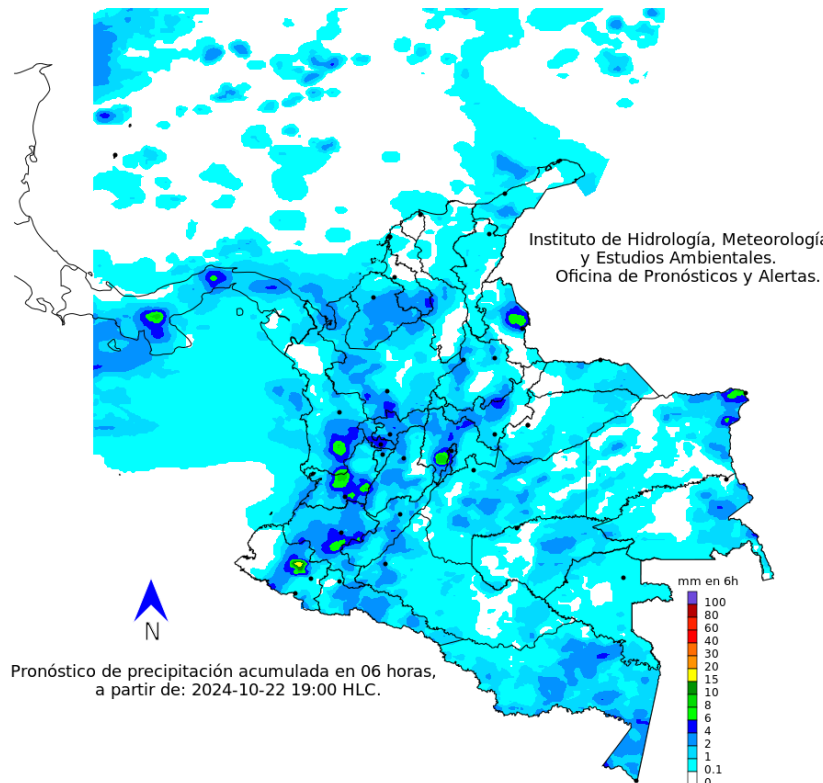 Instituto de Hidrología, Meteorología
y Estudios Ambientales.
Oficina de Pronósticos y Alertas.
D
mm en 6h
100
80
60
40
30
20
15
10
8
6
4
2
1
0.1
0
N
Pronóstico de precipitación acumulada en 06 horas,
a partir de: 2024-10-22 19:00 HLC.